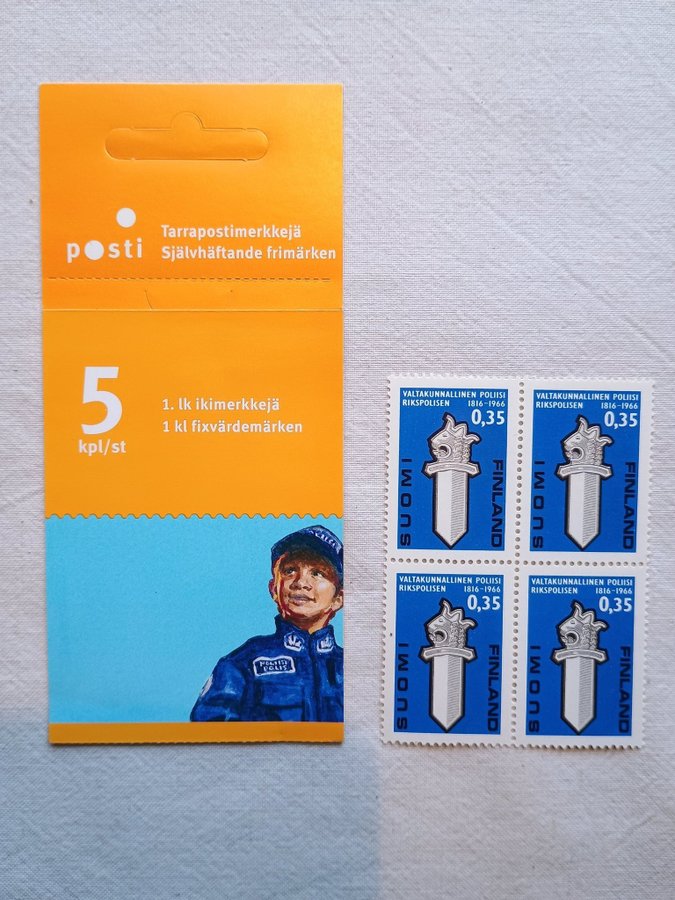 posti
Tarrapostimerkkejä
Självhäftande frimärken
5
kpl/st
1. lk ikimerkkejä
1 kl fixvärdemärken
POLIISI
POLIS
VALTAKUNNALLINEN POLIISI
RIKSPOLISEN 1816-1966
0,35
SUOMI
FINLAND
VALTAKUNNALLINEN POLIISI
RIKSPOLISEN 1816-1966
0,35
SUOMI
FINLAND
VALTAKUNNALLINEN POLIISI
RIKSPOLISEN 1816-1966
0,35
SUOMI
FINLAND
VALTAKUNNALLINEN POLIISI
RIKSPOLISEN 1816-1966
0,35
SUOMI
FINLAND